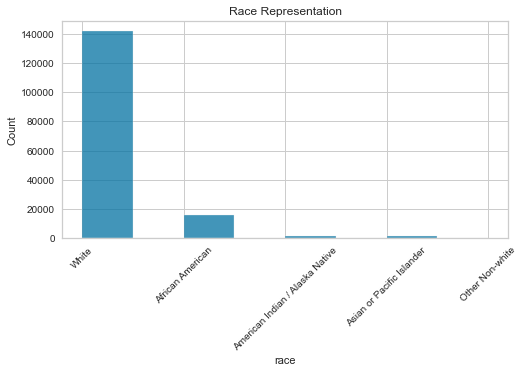 Race Representation
Count
140000
120000
100000
80000
60000
40000
20000
0
White
African American
American Indian / Alaska Native
Asian or Pacific Islander
Other Non-white
race